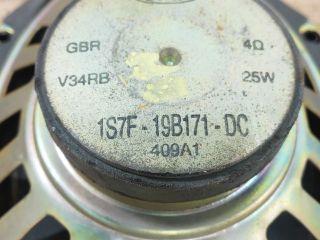 GBR 4Ω
V34RB 25W
1S7F - 19B171 - DC
409A1